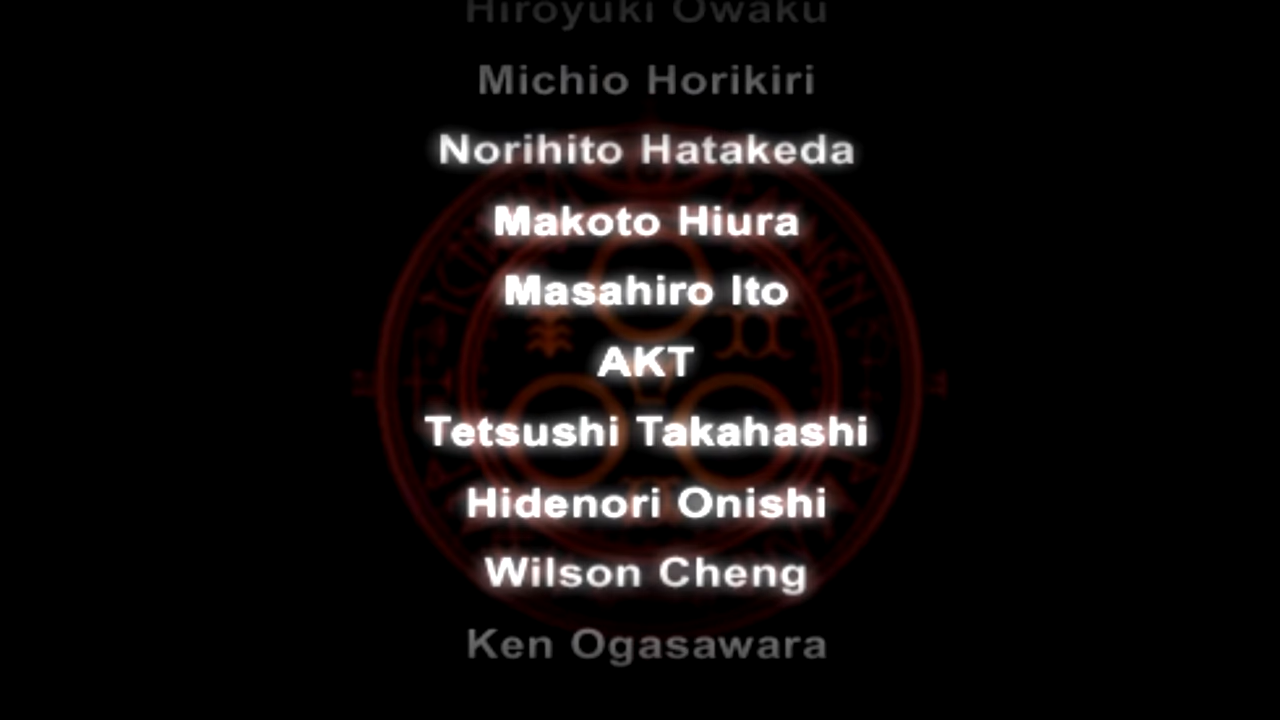 Hiroyuki Owaku
Michio Horikiri
Norihito Hatakeda
Makoto Hiura
Masahiro Ito
AKT
Tetsushi Takahashi
Hidenori Onishi
Wilson Cheng
Ken Ogasawara